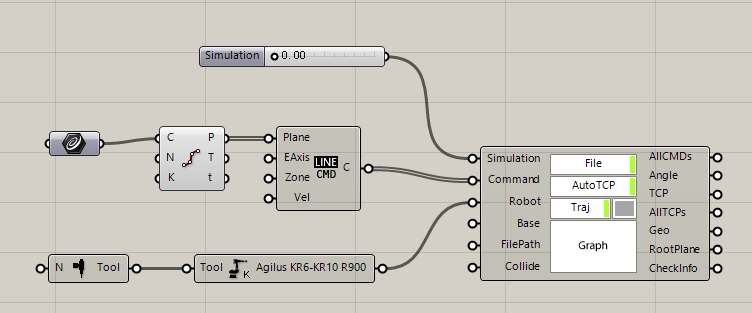 Simulation 0.00
C P
N T
K t
Plane
EAxis
Zone
Vel
LINE
CMD
C
N Tool
Tool K Agilus KR6-KR10 R900
Simulation File AllCMDs
Command AutoTCP Angle
Robot Traj TCP
Base AllTCPs
FilePath Graph Geo
Collide RootPlane
CheckInfo